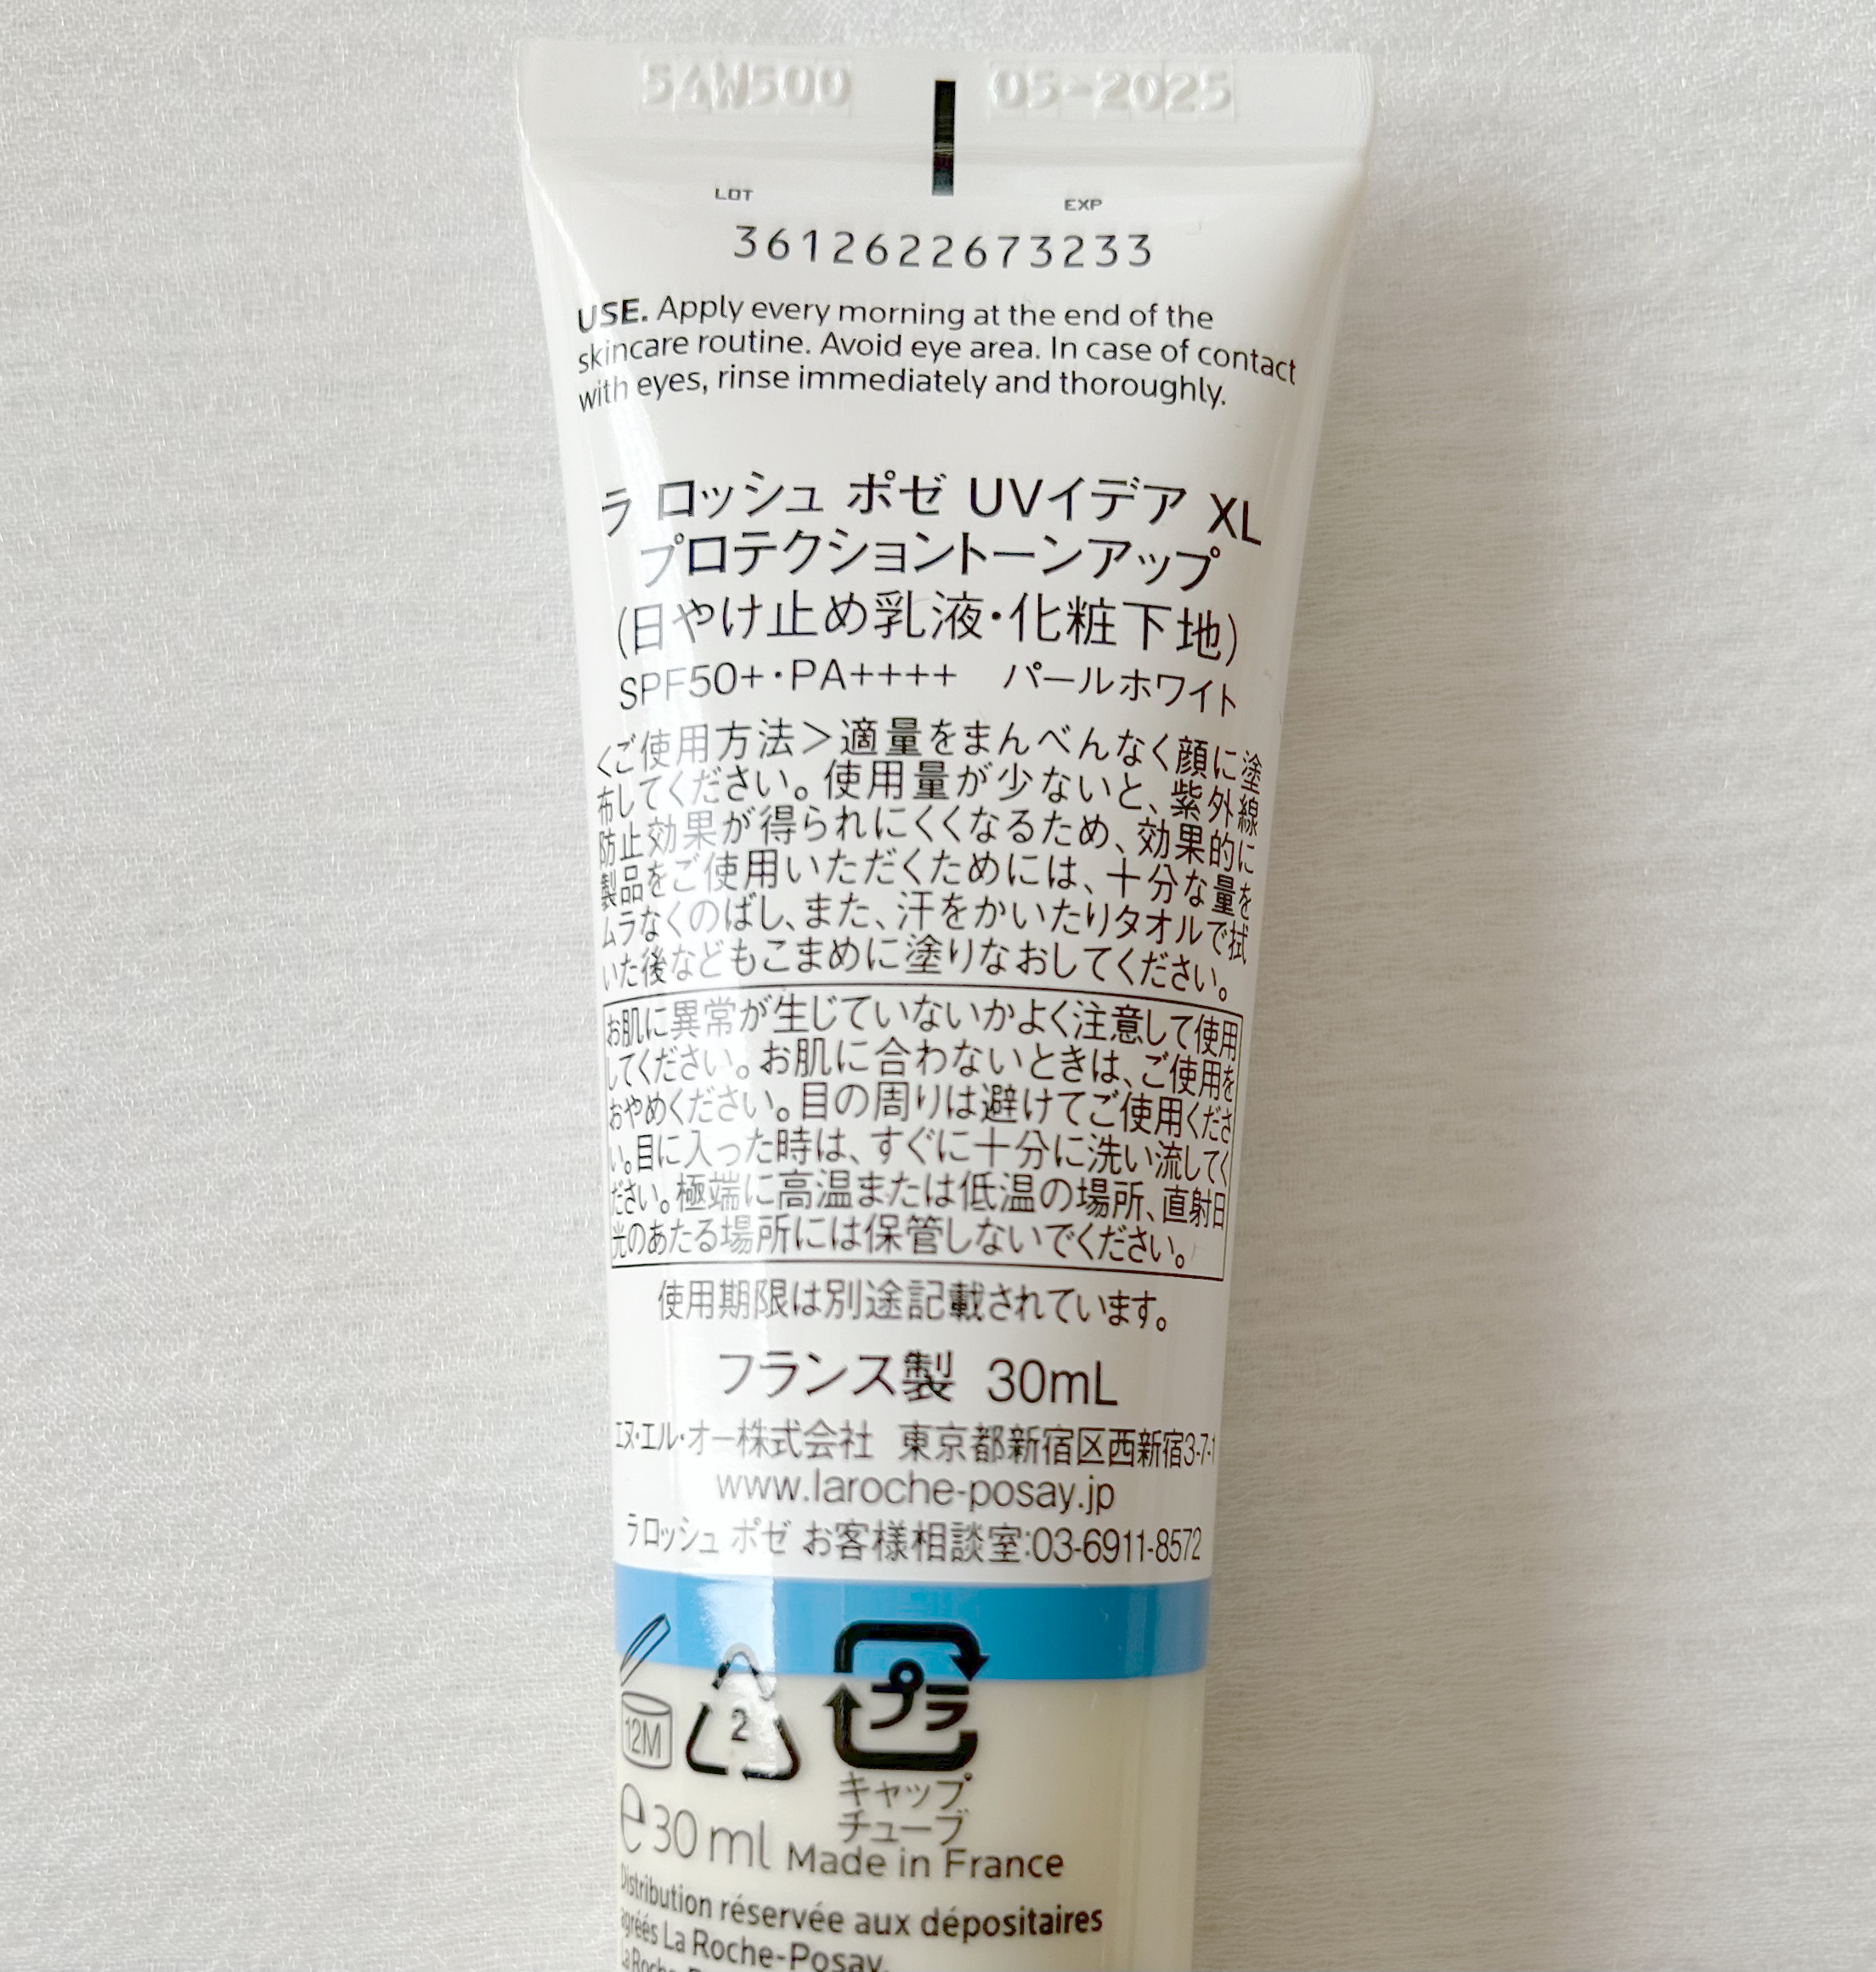 54W500 05-2025
LOT EXP
3612622673233
USE. Apply every morning at the end of the
skincare routine. Avoid eye area. In case of contact
with eyes, rinse immediately and thoroughly.
ラ ロッシュ ポゼ UVイデア XL
プロテクショントーンアップ
(日やけ止め乳液・化粧下地)
SPF50+・PA++++ パールホワイト
<ご使用方法>適量をまんべんなく顔に塗
布してください。使用量が少ないと、紫外線
防止効果が得られにくくなるため、効果的に
製品をご使用いただくためには、十分な量を
ムラなくのばし、また、汗をかいたりタオルで拭
いた後などもこまめに塗りなおしてください。
お肌に異常が生じていないかよく注意して使用
してください。お肌に合わないときは、ご使用を
おやめください。目の周りは避けてご使用くださ
い。目に入った時は、すぐに十分に洗い流してく
ださい。極端に高温または低温の場所、直射日
光のあたる場所には保管しないでください。
使用期限は別途記載されています。
フランス製 30mL
エヌ・エル・オー株式会社 東京都新宿区西新宿3-7-1
www.laroche-posay.jp
ラ ロッシュ ポゼ お客様相談室:03-6911-8572
12M 2 プラ
キャップ
チューブ
e 30 ml Made in France
Distribution réservée aux dépositaires
agréés La Roche-Posay.